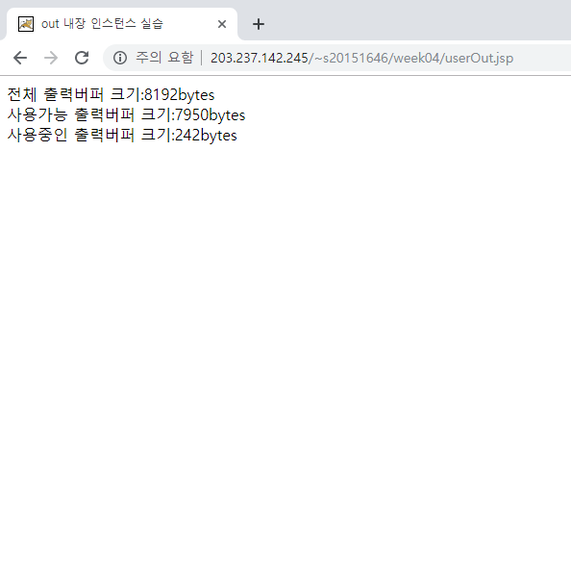 out 내장 인스턴스 실습
주의 요함 203.237.142.245/~s20151646/week04/userOut.jsp
전체 출력버퍼 크기:8192bytes
사용가능 출력버퍼 크기:7950bytes
사용중인 출력버퍼 크기:242bytes